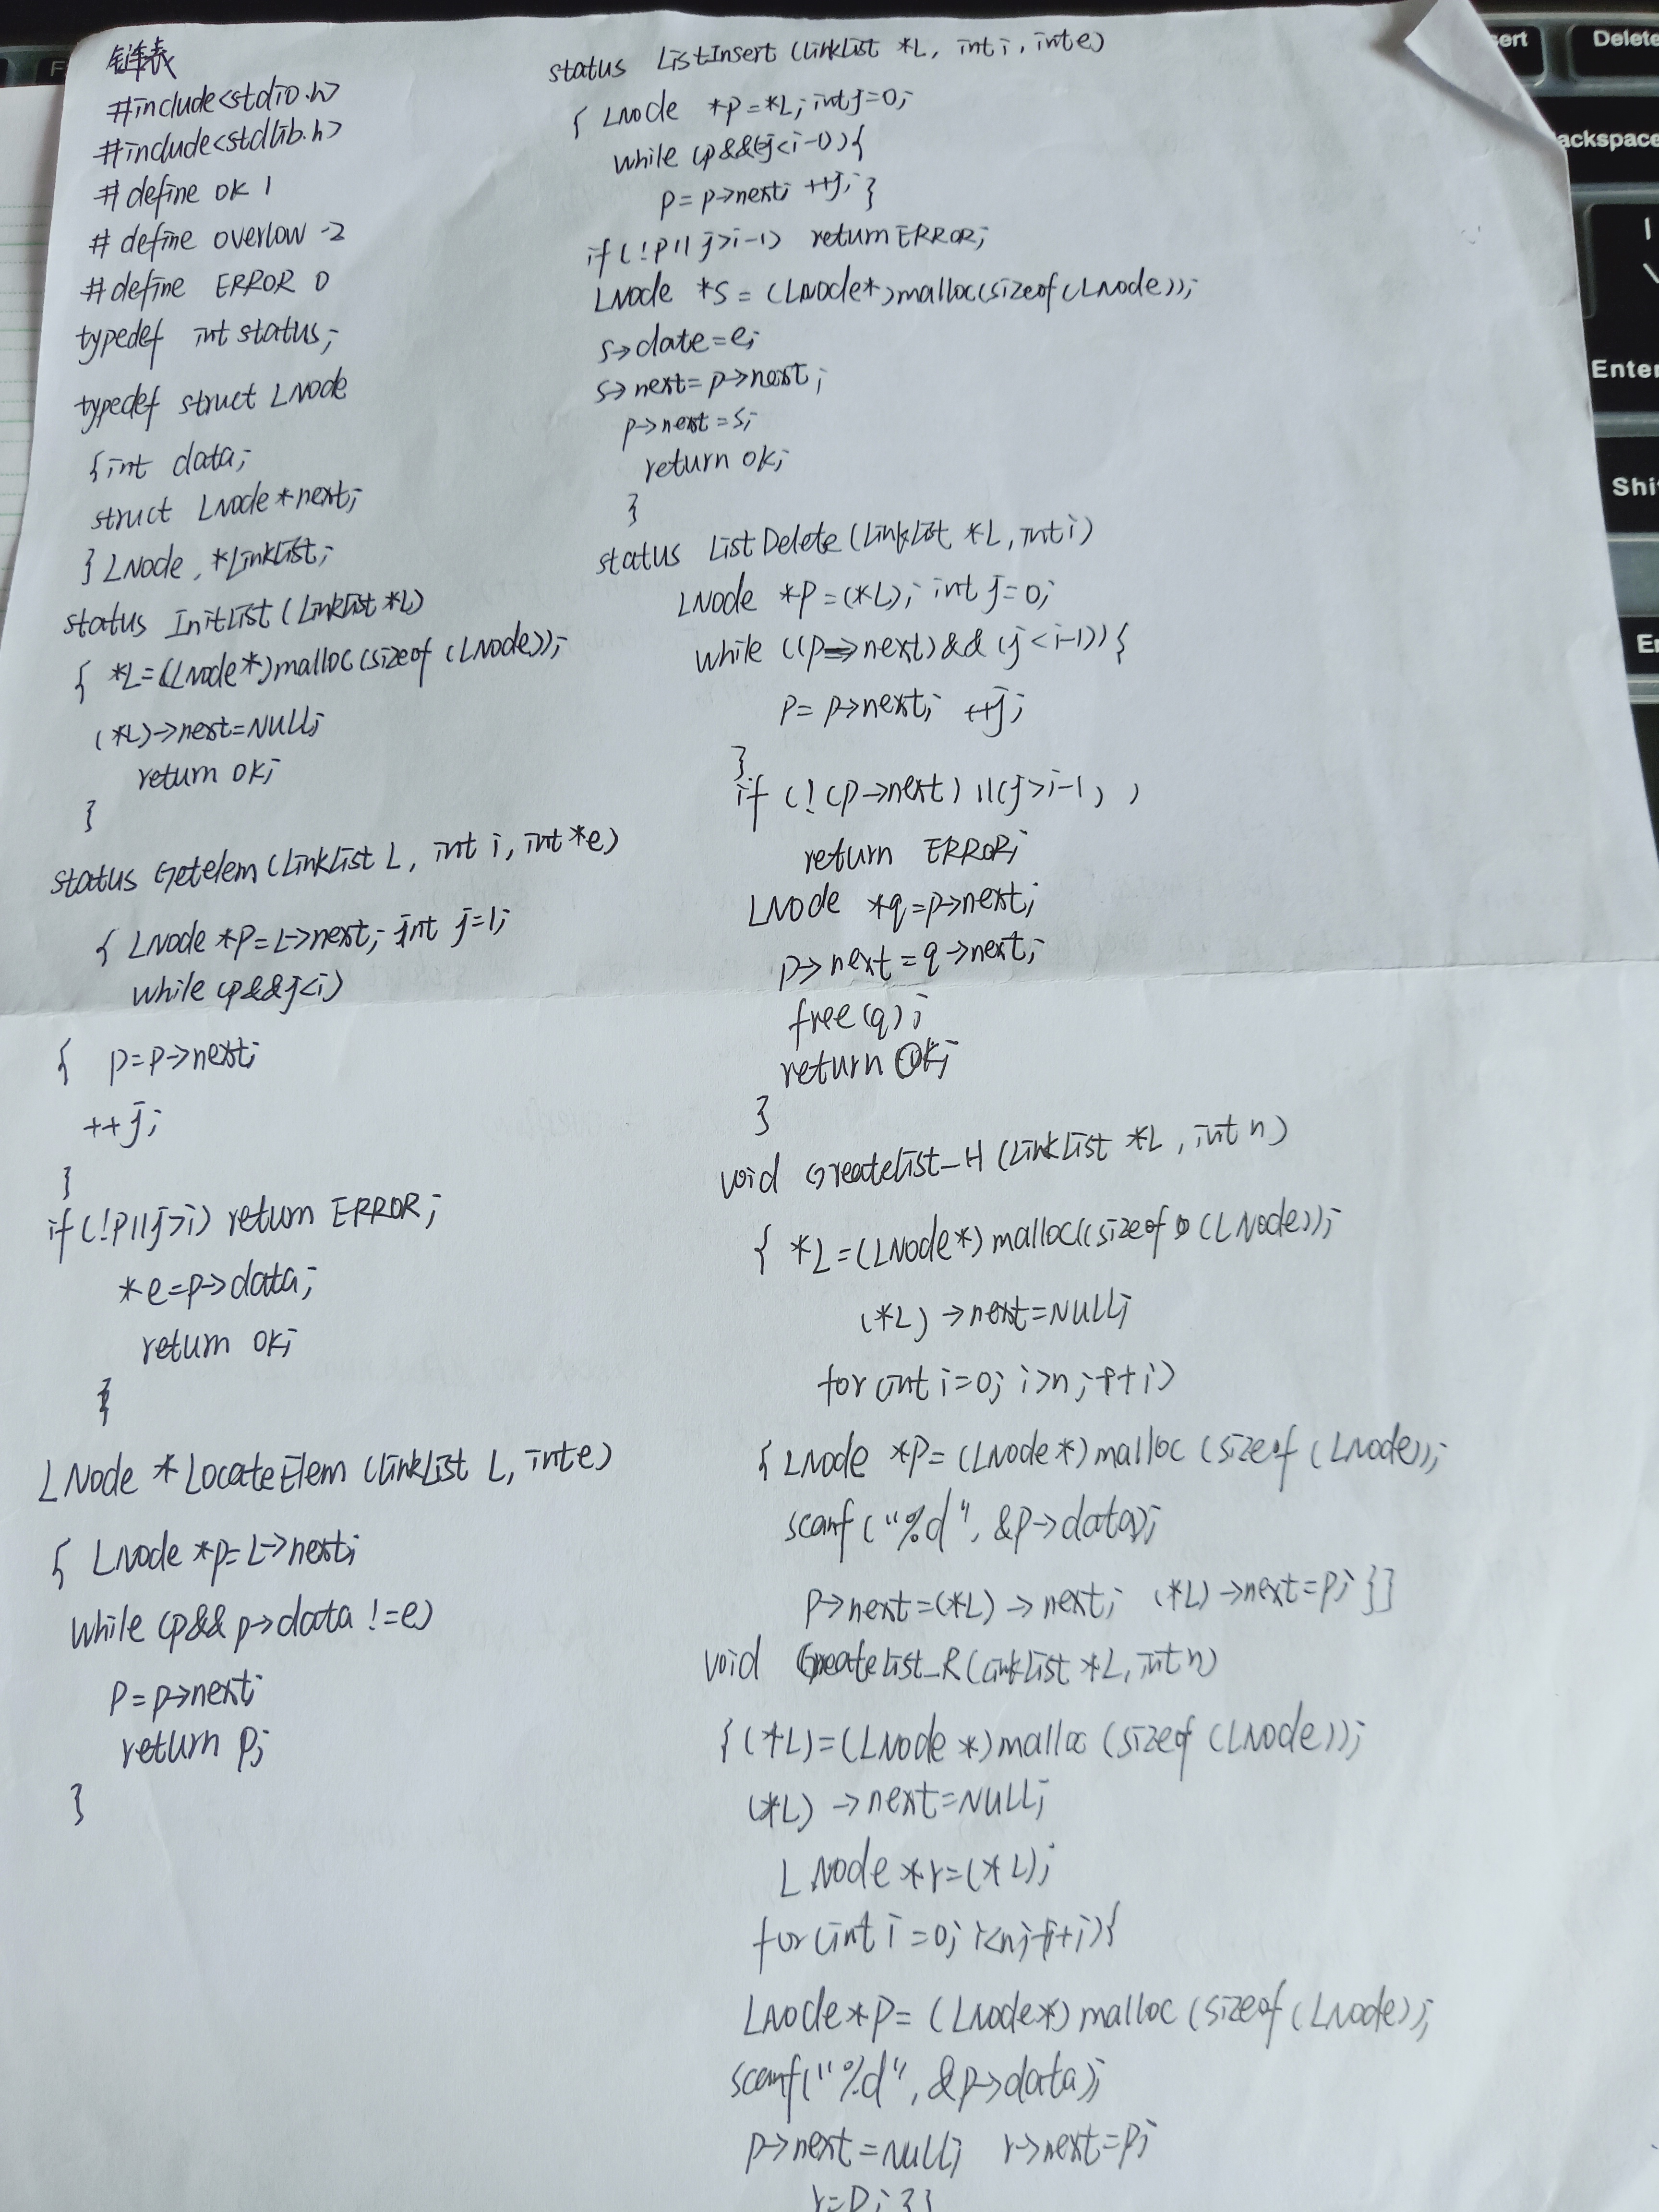 链表
#include<stdio.h>
#include<stdlib.h>
#define ok 1
#define overlow -2
#define ERROR 0
typedef int status;
typedef struct LNode
{int data;
struct LNode *next;
}LNode, *LinkList;
status InitList(LinkList *L)
{ *L=(LNode*)malloc(sizeof(LNode));
(*L)->next=NULL;
return ok;
}
status Getelem(LinkList L, int i, int *e)
{ LNode *P=L->next; int j=1;
while (p&&j<i)
{ p=p->next;
++j;
}
if(!P||j>i) return ERROR;
*e=p->data;
return ok;
}
LNode *LocateElem(LinkList L, int e)
{ LNode *p=L->next;
while (p&&p->data !=e)
P=p->next;
return p;
}
status ListInsert (LinkList *L, int i, int e)
{ LNode *P=*L; int j=0;
while (p&&(j<i-1)){
P=p->next; ++j; }
if(!P||j>i-1) return ERROR;
LNode *S=(LNode*)malloc(sizeof(LNode));
s->date=e;
s->next=p->next;
p->next=s;
return ok;
}
status ListDelete(LinkList *L, int i)
LNode *P=(*L); int j=0;
while ((p->next)&&(j<i-1)){
P=p->next; ++j;
}
if (!(p->next)||(j>i-1))
return ERROR;
LNode *q=p->next;
p->next=q->next;
free(q);
return ok;
}
void Createlist_H (LinkList *L, int n)
{ *L=(LNode*)malloc((sizeof (LNode));
(*L)->next=NULL;
for(int i=0; i>n; ++i)
{ LNode *P=(LNode*)malloc (sizeof (LNode));
scanf("%d", &p->data);
P->next=(*L)->next; (*L)->next=p; }}
void Createlist_R(LinkList *L, int n)
{(*L)=(LNode *)malloc (sizeof (LNode));
(*L)->next=NULL;
LNode *r=(*L);
for(int i=0; i<n; ++i){
LNode*P=(LNode*)malloc (sizeof (LNode));
scanf("%d", &p->data);
p->next=NULL; r->next=p;
r=p; }}
ert
Delete
ackspace
Enter
Shi
F